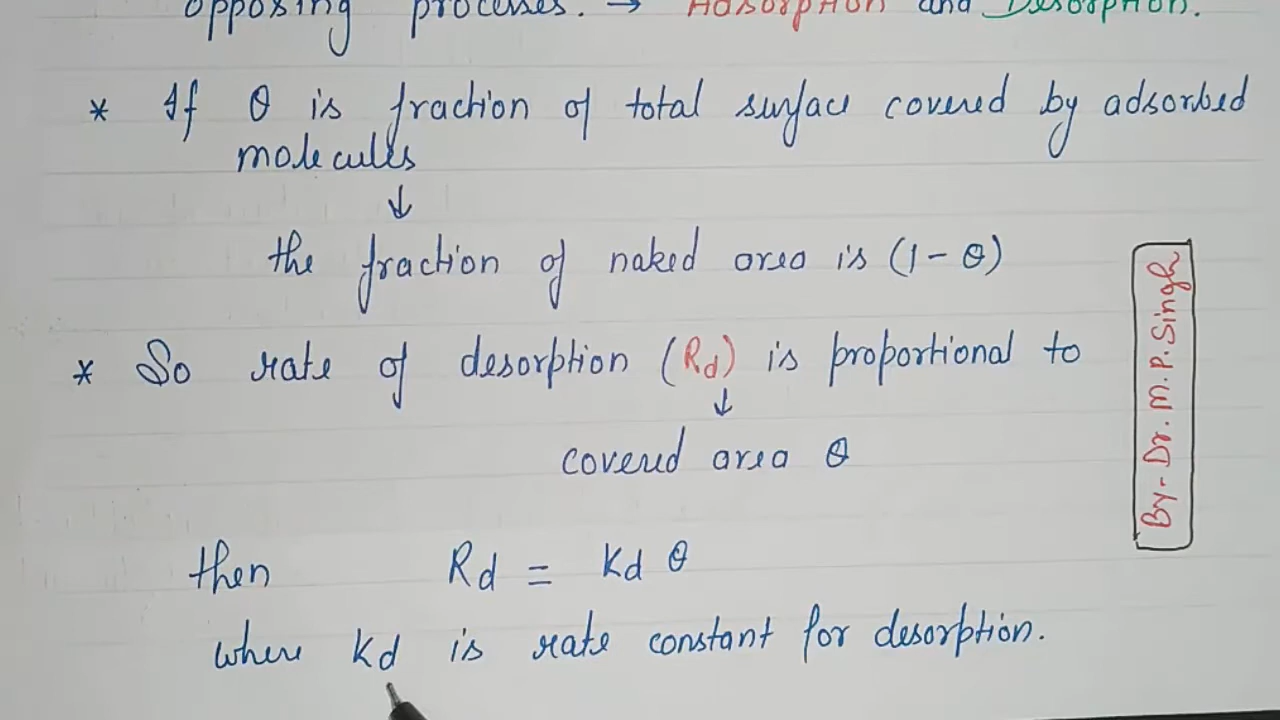 opposing processes. → Adsorption and Desorption.
* If θ is fraction of total surface covered by adsorbed
molecules
↓
the fraction of naked area is (1 - θ)
* So rate of desorption (Rd) is proportional to
↓
covered area θ
then Rd = Kd θ
where Kd is rate constant for desorption.
By- Dr. M.P. Singh